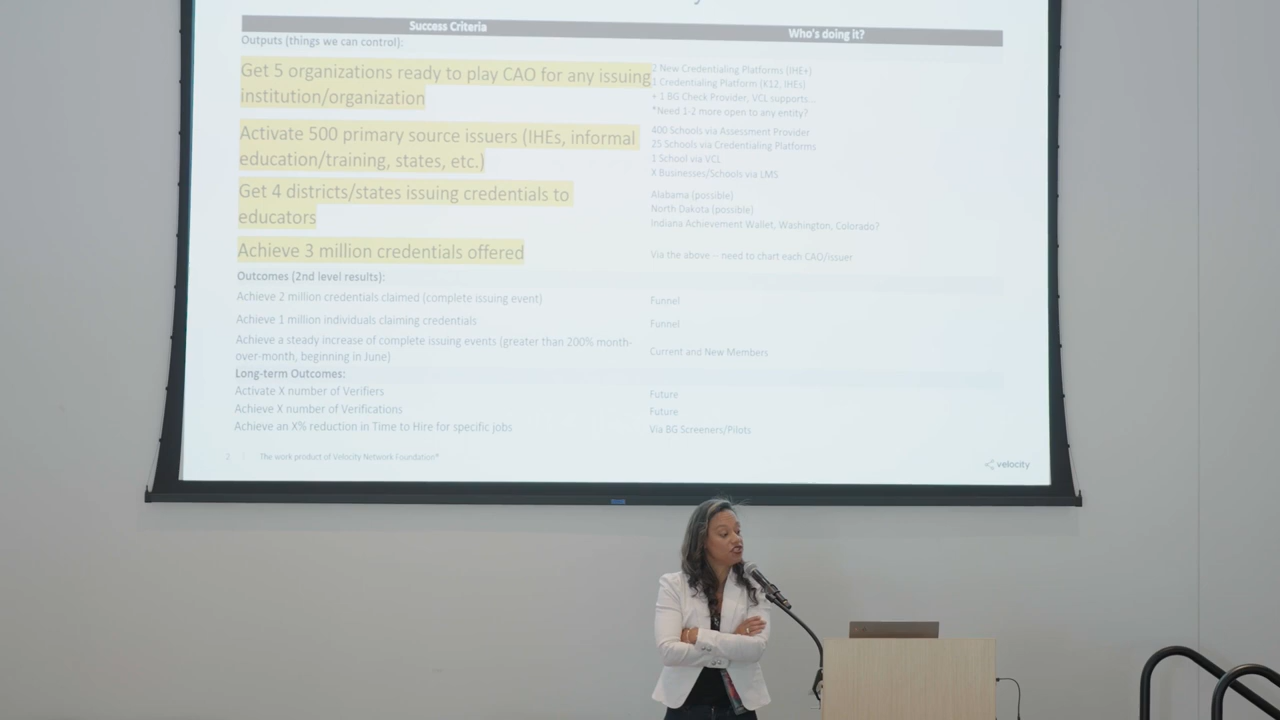 Success Criteria
Who's doing it?
Outputs (things we can control):
Get 5 organizations ready to play CAO for any issuing
institution/organization
2 New Credentialing Platforms (IHE+)
1 Credentialing Platform (K12, IHEs)
+ 1 BG Check Provider, VCL supports...
*Need 1-2 more open to any entity?
Activate 500 primary source issuers (IHEs, informal
education/training, states, etc.)
400 Schools via Assessment Provider
25 Schools via Credentialing Platforms
1 School via VCL
X Businesses/Schools via LMS
Get 4 districts/states issuing credentials to
educators
Alabama (possible)
North Dakota (possible)
Indiana Achievement Wallet, Washington, Colorado?
Achieve 3 million credentials offered
Via the above – need to chart each CAO/issuer
Outcomes (2nd level results):
Achieve 2 million credentials claimed (complete issuing event)
Funnel
Achieve 1 million individuals claiming credentials
Funnel
Achieve a steady increase of complete issuing events (greater than 200% month-
over-month, beginning in June)
Current and New Members
Long-term Outcomes:
Activate X number of Verifiers
Future
Achieve X number of Verifications
Future
Achieve an X% reduction in Time to Hire for specific jobs
Via BG Screeners/Pilots
2 | The work product of Velocity Network Foundation®
velocity